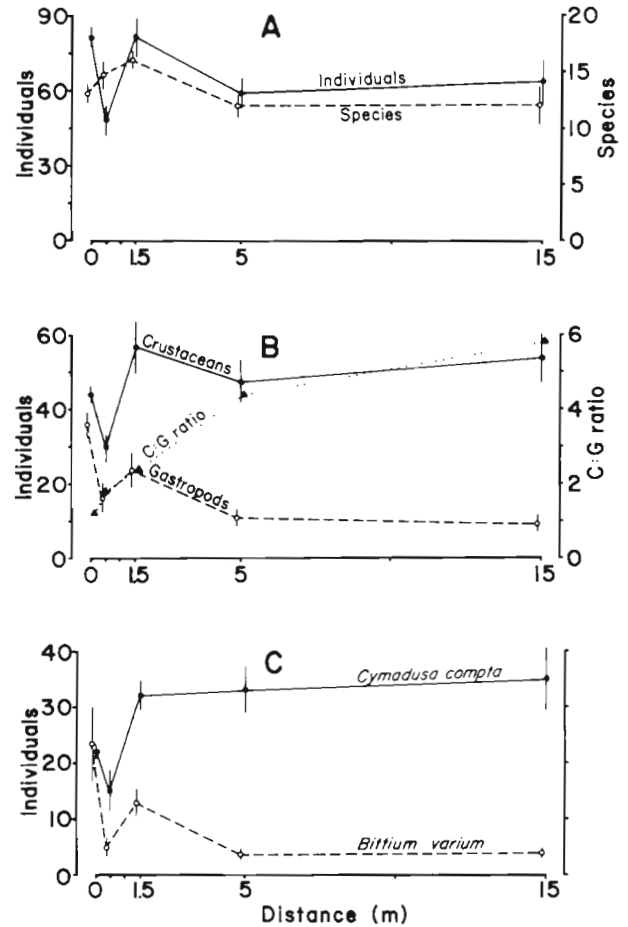 A
90
60
30
0
Individuals
20
15
10
5
0
Species
Individuals
Species
0 1.5 5 15
B
60
40
20
0
Individuals
6
4
2
0
C:G ratio
Crustaceans
C:G ratio
Gastropods
0 1.5 5 15
C
40
30
20
10
0
Individuals
Cymadusa compta
Bittium varium
0 1.5 5 15
Distance (m)